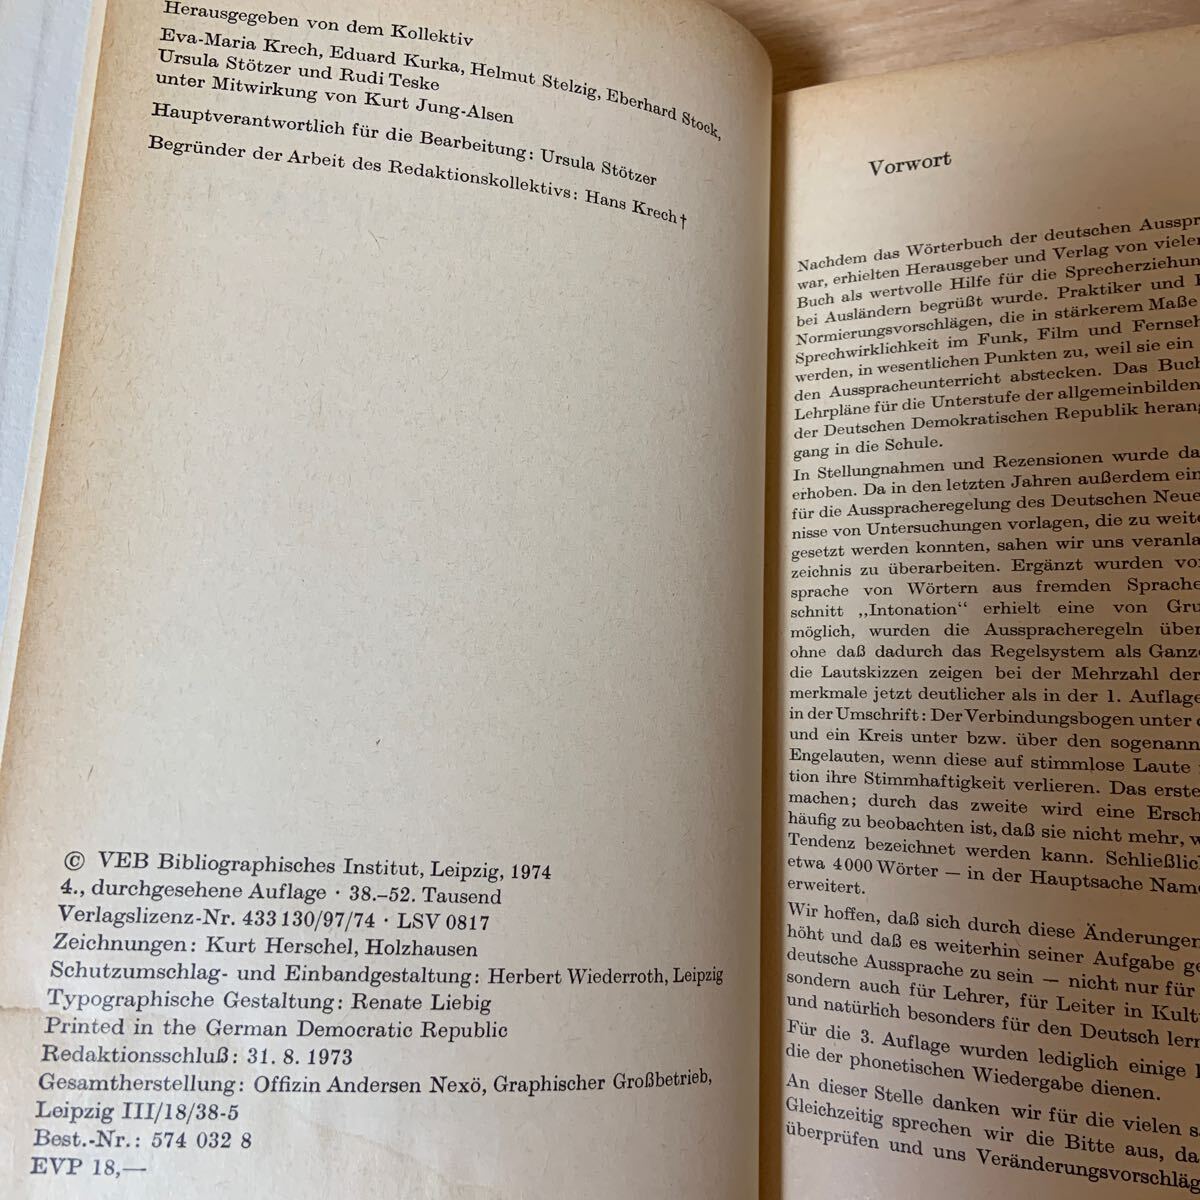 Herausgegeben von dem Kollektiv
Eva-Maria Krech, Eduard Kurka, Helmut Stelzig, Eberhard Stock,
Ursula Stötzer und Rudi Teske
unter Mitwirkung von Kurt Jung-Alsen
Hauptverantwortlich für die Bearbeitung: Ursula Stötzer
Begründer der Arbeit des Redaktionskollektivs: Hans Krech †
© VEB Bibliographisches Institut, Leipzig, 1974
4., durchgesehene Auflage · 38.–52. Tausend
Verlagslizenz-Nr. 433 130/97/74 · LSV 0817
Zeichnungen: Kurt Herschel, Holzhausen
Schutzumschlag- und Einbandgestaltung: Herbert Wiederroth, Leipzig
Typographische Gestaltung: Renate Liebig
Printed in the German Democratic Republic
Redaktionsschluß: 31. 8. 1973
Gesamtherstellung: Offizin Andersen Nexö, Graphischer Großbetrieb,
Leipzig III/18/38-5
Best.-Nr.: 574 032 8
EVP 18,—
Vorwort
Nachdem das Wörterbuch der deutschen Ausspr
war, erhielten Herausgeber und Verlag von viele
Buch als wertvolle Hilfe für die Sprecherziehun
bei Ausländern begrüßt wurde. Praktiker und
Normierungsvorschlägen, die in stärkerem Maße
Sprechwirklichkeit im Funk, Film und Fernseh
werden, in wesentlichen Punkten zu, weil sie ein
den Ausspracheunterricht abstecken. Das Buch
Lehrpläne für die Unterstufe der allgemeinbilden
der Deutschen Demokratischen Republik herang
gang in die Schule.
In Stellungnahmen und Rezensionen wurde da
erhoben. Da in den letzten Jahren außerdem ein
für die Ausspracheregelung des Deutschen Neue
nisse von Untersuchungen vorlagen, die zu weite
gesetzt werden konnten, sahen wir uns veranla
zeichnis zu überarbeiten. Ergänzt wurden vo
sprache von Wörtern aus fremden Sprache
schnitt „Intonation“ erhielt eine von Gru
möglich, wurden die Ausspracheregeln über
ohne daß dadurch das Regelsystem als Ganze
die Lautskizzen zeigen bei der Mehrzahl der
merkmale jetzt deutlicher als in der 1. Auflage
in der Umschrift: Der Verbindungsbogen unter
und ein Kreis unter bzw. über den sogenann
Engelauten, wenn diese auf stimmlose Laute
tion ihre Stimmhaftigkeit verlieren. Das erste
machen; durch das zweite wird eine Ersch
häufig zu beobachten ist, daß sie nicht mehr, w
Tendenz bezeichnet werden kann. Schließlich
etwa 4000 Wörter — in der Hauptsache Name
erweitert.
Wir hoffen, daß sich durch diese Änderungen
höht und daß es weiterhin seiner Aufgabe ge
deutsche Aussprache zu sein — nicht nur für
sondern auch für Lehrer, für Leiter in Kult
und natürlich besonders für den Deutsch lern
Für die 3. Auflage wurden lediglich einige
die der phonetischen Wiedergabe dienen.
An dieser Stelle danken wir für die vielen s
Gleichzeitig sprechen wir die Bitte aus, da
überprüfen und uns Veränderungsvorschläg